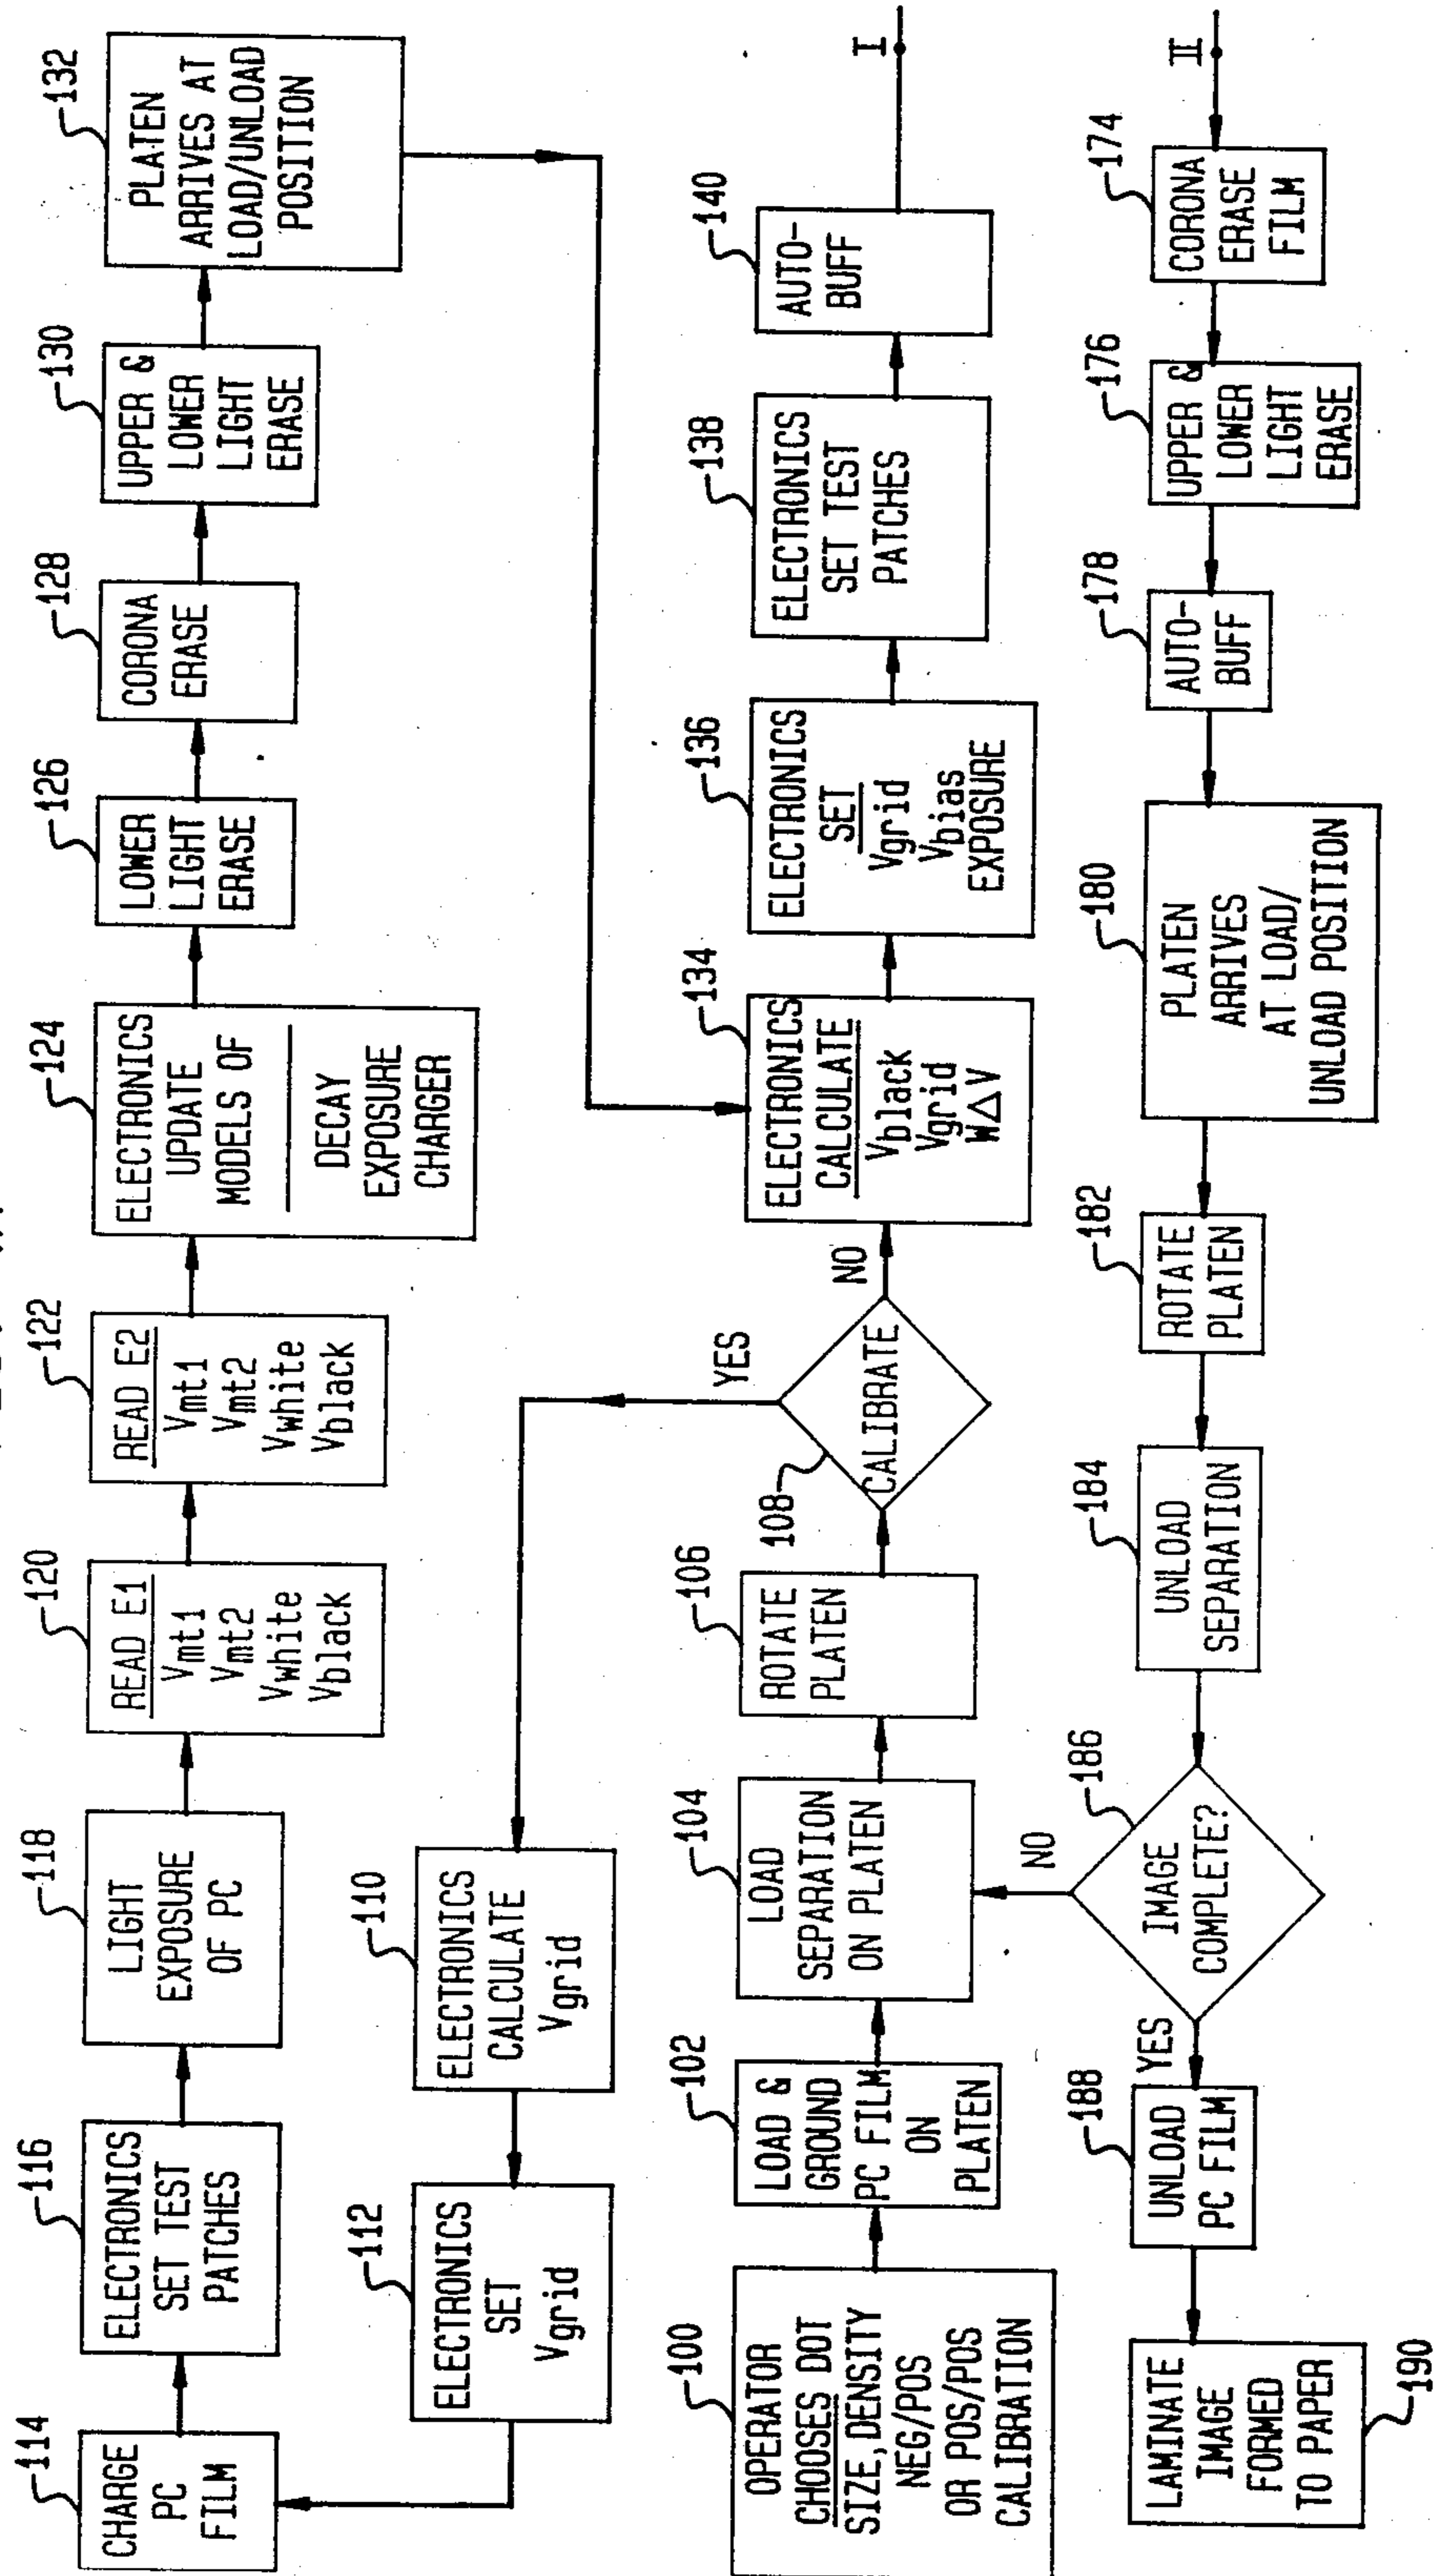 114
CHARGE
PC
FILM
116
ELECTRONICS
SET TEST
PATCHES
118
LIGHT
EXPOSURE
OF PC
120
READ E1
Vmt1
Vmt2
Vwhite
Vblack
122
READ E2
Vmt1
Vmt2
Vwhite
Vblack
124
ELECTRONICS
UPDATE
MODELS OF
DECAY
EXPOSURE
CHARGER
126
LOWER
LIGHT
ERASE
128
CORONA
ERASE
130
UPPER &
LOWER
LIGHT
ERASE
132
PLATEN
ARRIVES AT
LOAD/UNLOAD
POSITION
112
ELECTRONICS
SET
Vgrid
110
ELECTRONICS
CALCULATE
Vgrid
100
OPERATOR
CHOOSES DOT
SIZE,DENSITY
NEG/POS
OR POS/POS
CALIBRATION
102
LOAD &
GROUND
PC FILM
ON
PLATEN
104
LOAD
SEPARATION
ON PLATEN
106
ROTATE
PLATEN
108
CALIBRATE
YES
NO
134
ELECTRONICS
CALCULATE
Vblack
Vgrid
W△V
136
ELECTRONICS
SET
Vgrid
Vbias
EXPOSURE
138
ELECTRONICS
SET TEST
PATCHES
140
AUTO-
BUFF
I
190
LAMINATE
IMAGE
FORMED
TO PAPER
188
UNLOAD
PC FILM
YES
186
IMAGE
COMPLETE?
NO
184
UNLOAD
SEPARATION
182
ROTATE
PLATEN
180
PLATEN
ARRIVES
AT LOAD/
UNLOAD POSITION
178
AUTO-
BUFF
176
UPPER &
LOWER
LIGHT
ERASE
174
CORONA
ERASE
FILM
II